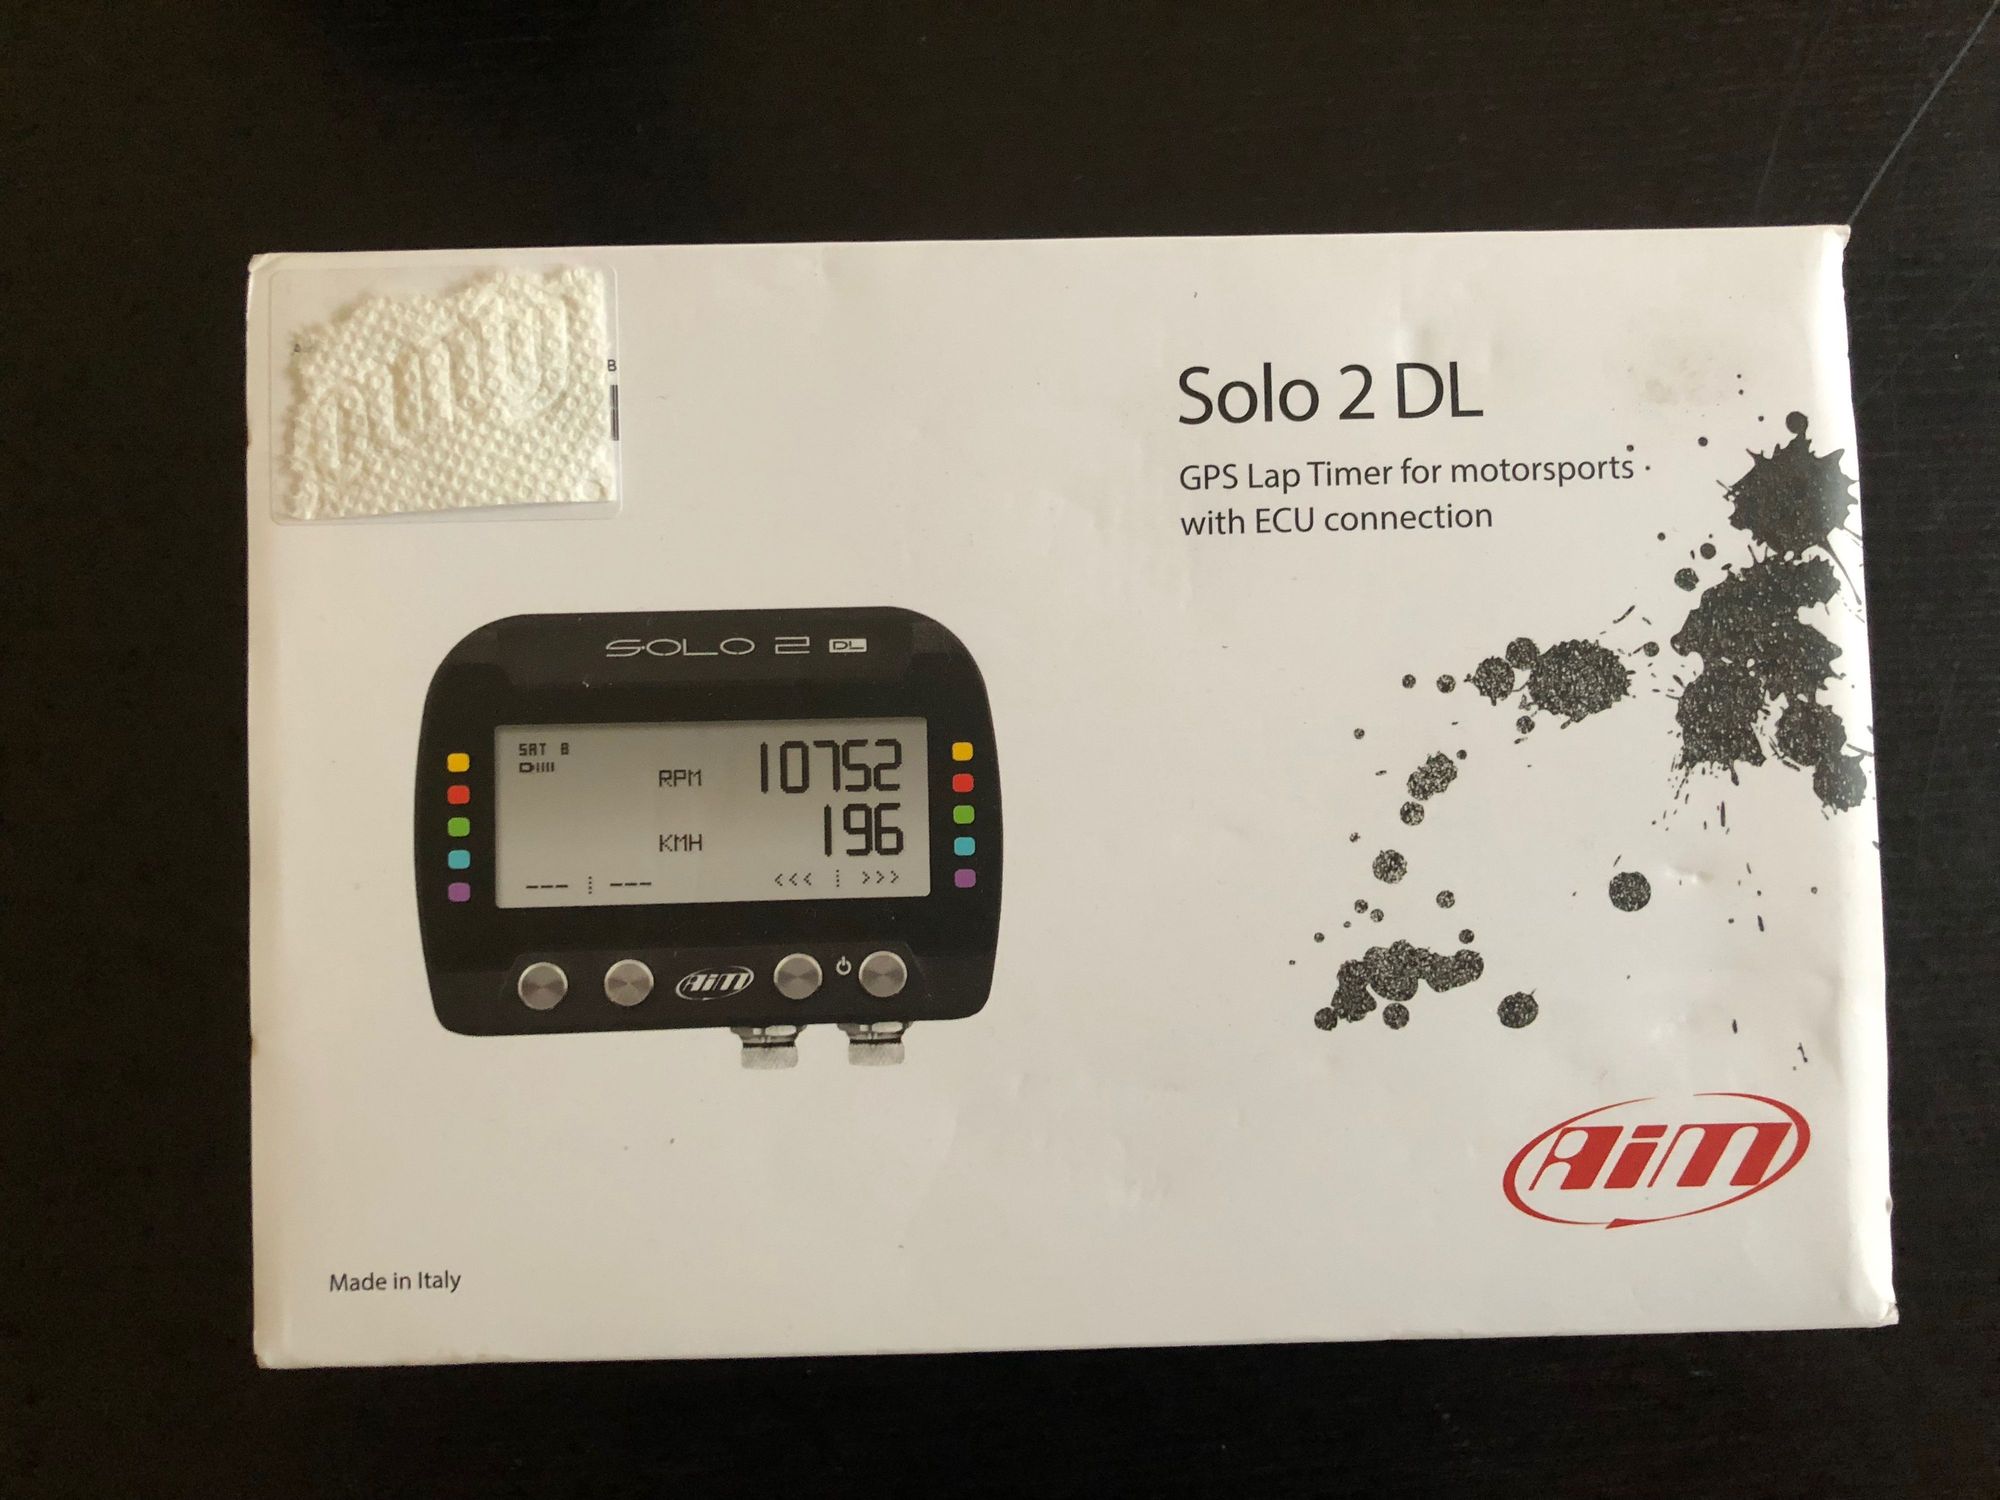 B
Solo 2 DL
GPS Lap Timer for motorsports
with ECU connection
SOLO 2 DL
SAT 8
RPM 10752
KMH 196
--- ---
<<< >>>
AiM
AiM
Made in Italy